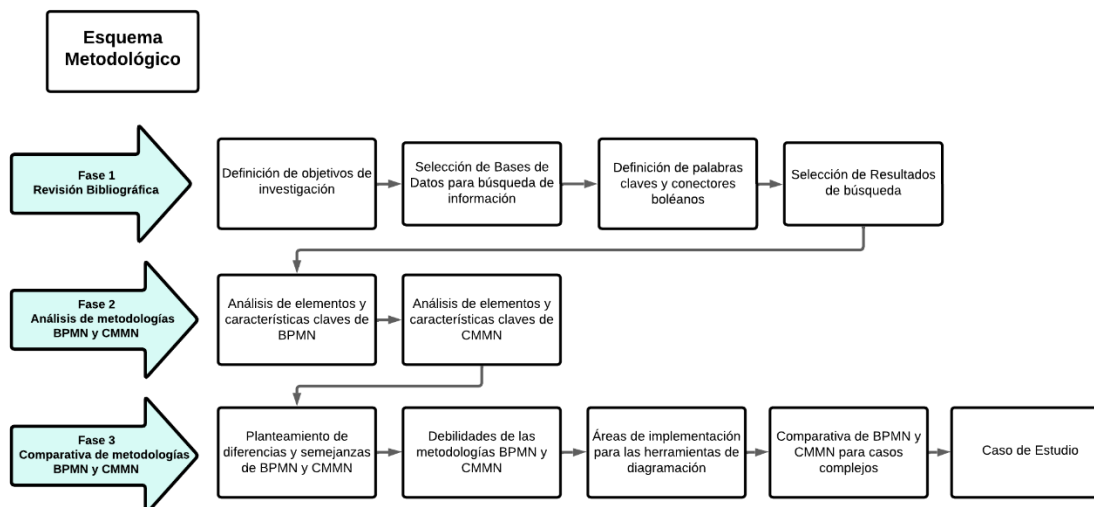 Esquema
Metodológico
Fase 1
Revisión Bibliográfica
Definición de objetivos de
investigación
Selección de Bases de
Datos para búsqueda de
información
Definición de palabras
claves y conectores
boléanos
Selección de Resultados
de búsqueda
Fase 2
Análisis de metodologías
BPMN y CMMN
Análisis de elementos y
características claves de
BPMN
Análisis de elementos y
características claves de
CMMN
Fase 3
Comparativa de metodologías
BPMN y CMMN
Planteamiento de
diferencias y semejanzas
de BPMN y CMMN
Debilidades de las
metodologías BPMN y
CMMN
Áreas de implementación
para las herramientas de
diagramación
Comparativa de BPMN y
CMMN para casos
complejos
Caso de Estudio